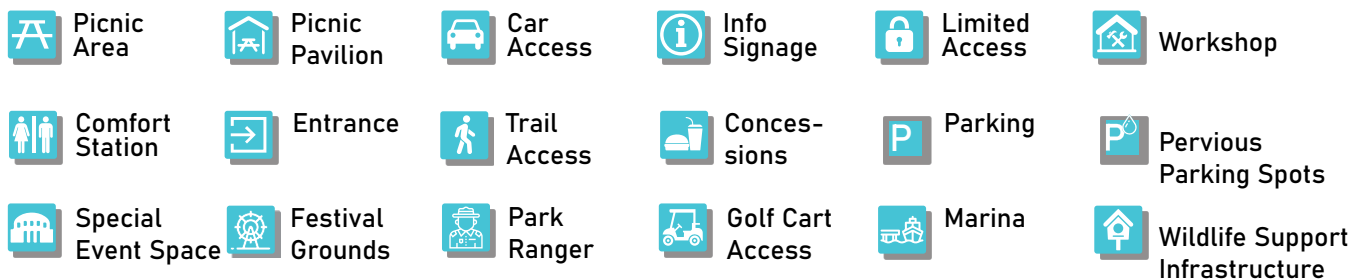 Picnic
Area
Picnic
Pavilion
Car
Access
Info
Signage
Limited
Access
Workshop
Comfort
Station
Entrance
Trail
Access
Conces-
sions
P
Parking
P
Pervious
Parking Spots
Special
Event Space
Festival
Grounds
Park
Ranger
Golf Cart
Access
Marina
Wildlife Support
Infrastructure